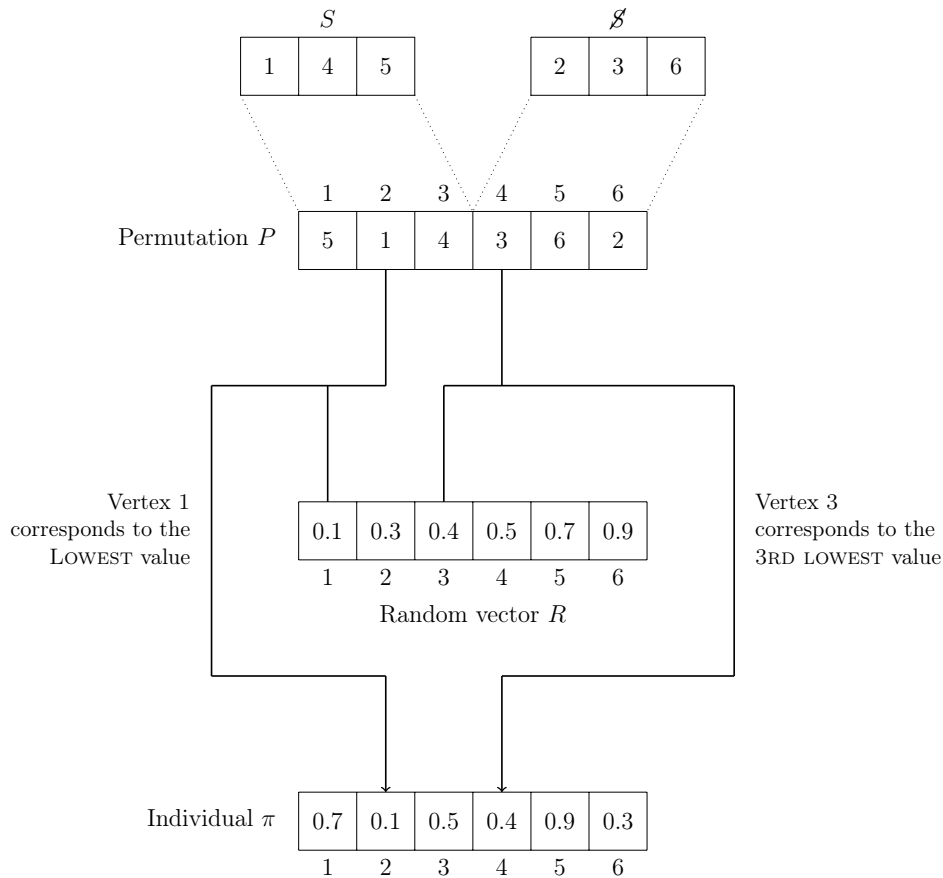 S S̸
1 4 5 2 3 6
1 2 3 4 5 6
Permutation P 5 1 4 3 6 2
Vertex 1
corresponds to the
LOWEST value
Vertex 3
corresponds to the
3RD LOWEST value
0.1 0.3 0.4 0.5 0.7 0.9
1 2 3 4 5 6
Random vector R
Individual π 0.7 0.1 0.5 0.4 0.9 0.3
1 2 3 4 5 6